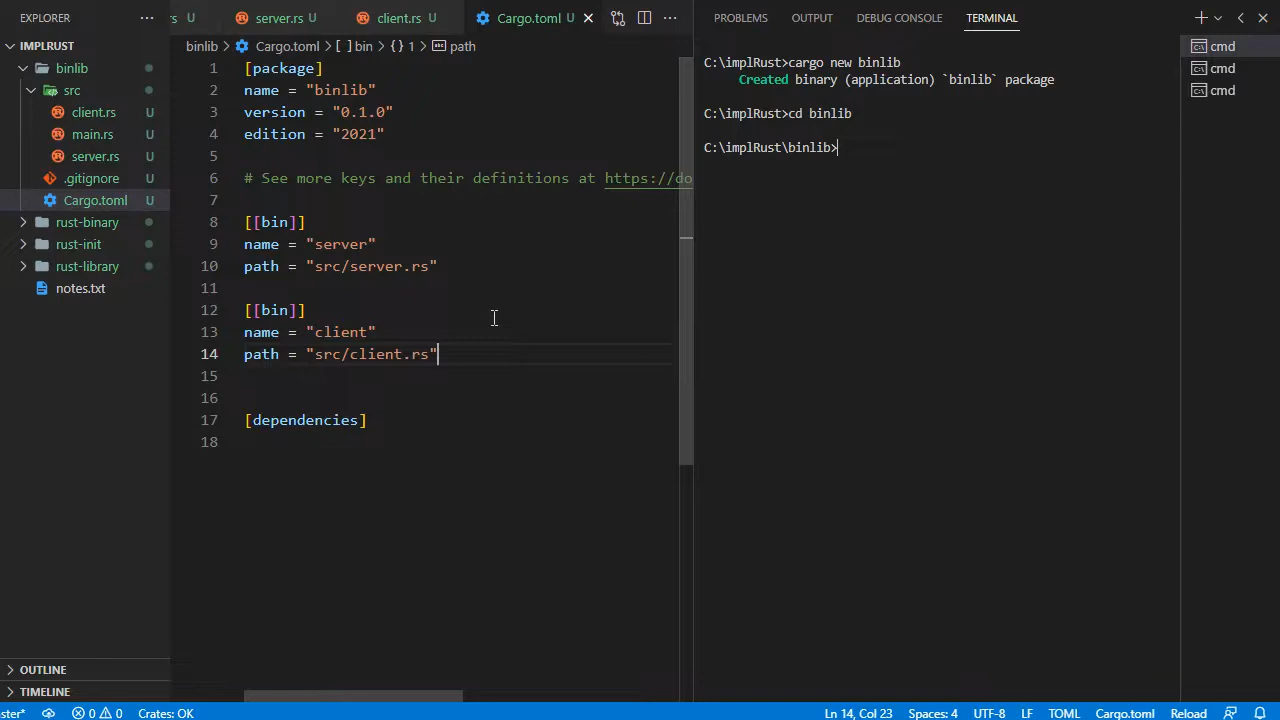 EXPLORER
IMPLRUST
binlib
src
client.rs U
main.rs U
server.rs U
.gitignore U
Cargo.toml U
rust-binary
rust-init
rust-library
notes.txt
OUTLINE
TIMELINE
rs U server.rs U client.rs U Cargo.toml U
binlib > Cargo.toml > [ ] bin > {} 1 > abc path
1 [package]
2 name = "binlib"
3 version = "0.1.0"
4 edition = "2021"
5
6 # See more keys and their definitions at https://do
7
8 [[bin]]
9 name = "server"
10 path = "src/server.rs"
11
12 [[bin]]
13 name = "client"
14 path = "src/client.rs"
15
16
17 [dependencies]
18
PROBLEMS OUTPUT DEBUG CONSOLE TERMINAL
C:\implRust>cargo new binlib
Created binary (application) `binlib` package
C:\implRust>cd binlib
C:\implRust\binlib>
cmd
cmd
cmd
ster* 0 0 Crates: OK Ln 14, Col 23 Spaces: 4 UTF-8 LF TOML Cargo.toml Reload